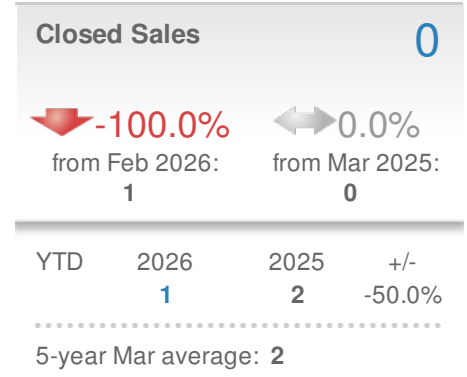 Closed Sales 0
-100.0% 0.0%
from Feb 2026: from Mar 2025:
1 0
YTD 2026 2025 +/-
1 2 -50.0%
5-year Mar average: 2